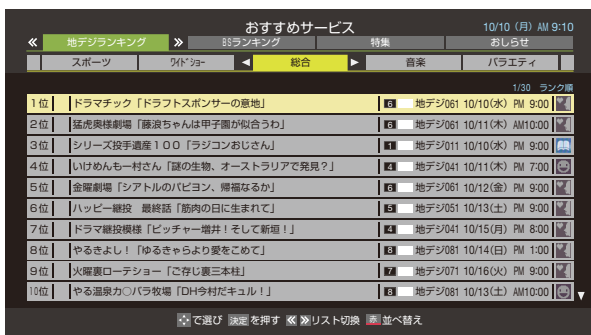 おすすめサービス
10/10 (月) AM 9:10
≪ 地デジランキング ≫ BSランキング 特集 おしらせ
スポーツ ワイドショー ◀ 総合 ▶ 音楽 バラエティ
1/30 ランク順
1位 ドラマチック「ドラフトスポンサーの意地」 6 地デジ061 10/10(水) PM 9:00
2位 猛虎奥様劇場「藤浪ちゃんは甲子園が似合うわ」 6 地デジ061 10/11(木) AM10:00
3位 シリーズ投手遺産100「ラジコンおじさん」 1 地デジ011 10/10(水) PM 9:00
4位 いけめんも一村さん「謎の生物、オーストラリアで発見?」 4 地デジ041 10/11(木) PM 7:00
5位 金曜劇場「シアトルのパピヨン、帰福なるか」 6 地デジ061 10/12(金) PM 9:00
6位 ハッピー継投 最終話「筋肉の日に生まれて」 5 地デジ051 10/13(土) PM 9:00
7位 ドラマ継投模様「ピッチャー増井!そして新垣!」 4 地デジ041 10/15(月) PM 8:00
8位 やるきよし!「ゆるきゃらより愛をこめて」 8 地デジ081 10/14(日) PM 1:00
9位 火曜裏ローテショー「ご存じ裏三本柱」 7 地デジ071 10/16(火) PM 9:00
10位 やる温泉カ〇バラ牧場「DH今村だキュル!」 8 地デジ081 10/13(土) AM10:00
▼
で選び 決定 を押す ≪ ≫ リスト切換 赤 並べ替え